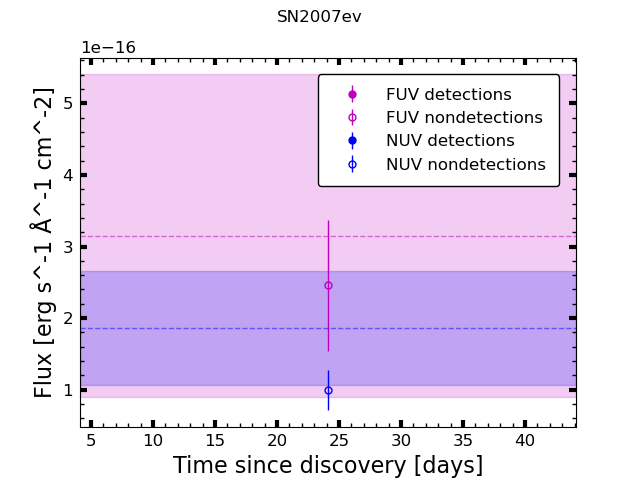 SN2007ev
1e−16
FUV detections
FUV nondetections
NUV detections
NUV nondetections
5
4
3
2
1
Flux [erg s^-1 Å^-1 cm^-2]
5 10 15 20 25 30 35 40
Time since discovery [days]